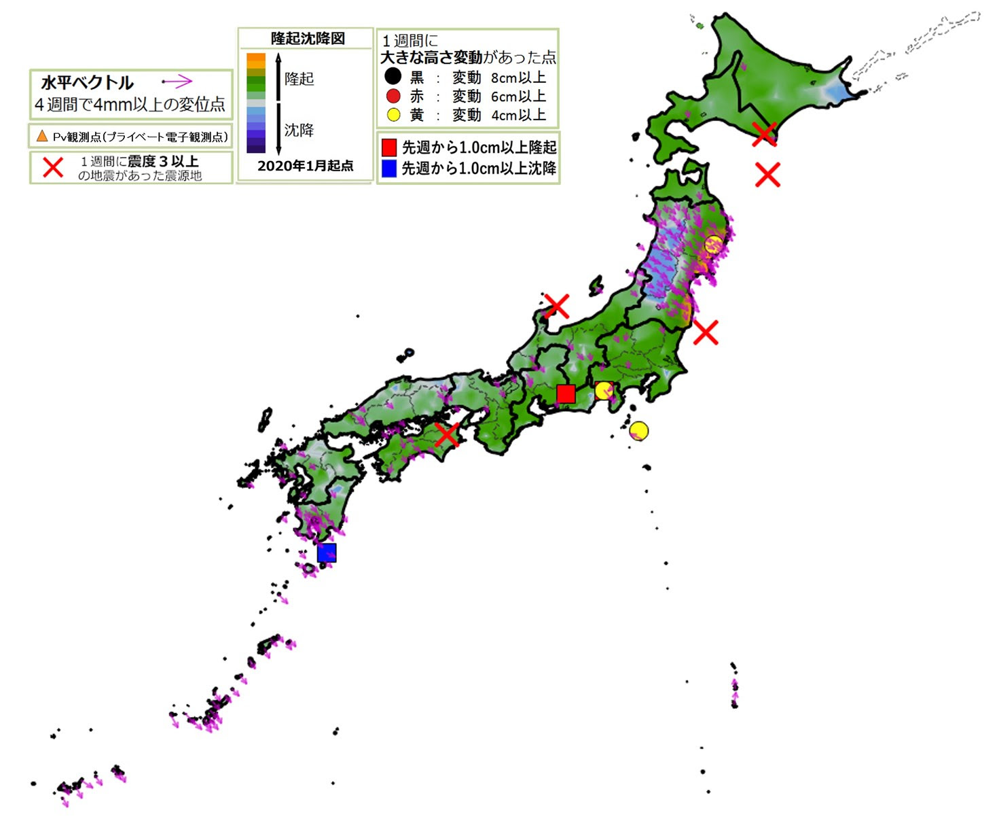 水平ベクトル
４週間で4mm以上の変位点
Pv観測点(プライベート電子観測点)
１週間に震度３以上
の地震があった震源地
隆起沈降図
隆起
沈降
2020年1月起点
１週間に
大きな高さ変動があった点
黒 ： 変動 8cm以上
赤 ： 変動 6cm以上
黄 ： 変動 4cm以上
先週から1.0cm以上隆起
先週から1.0cm以上沈降